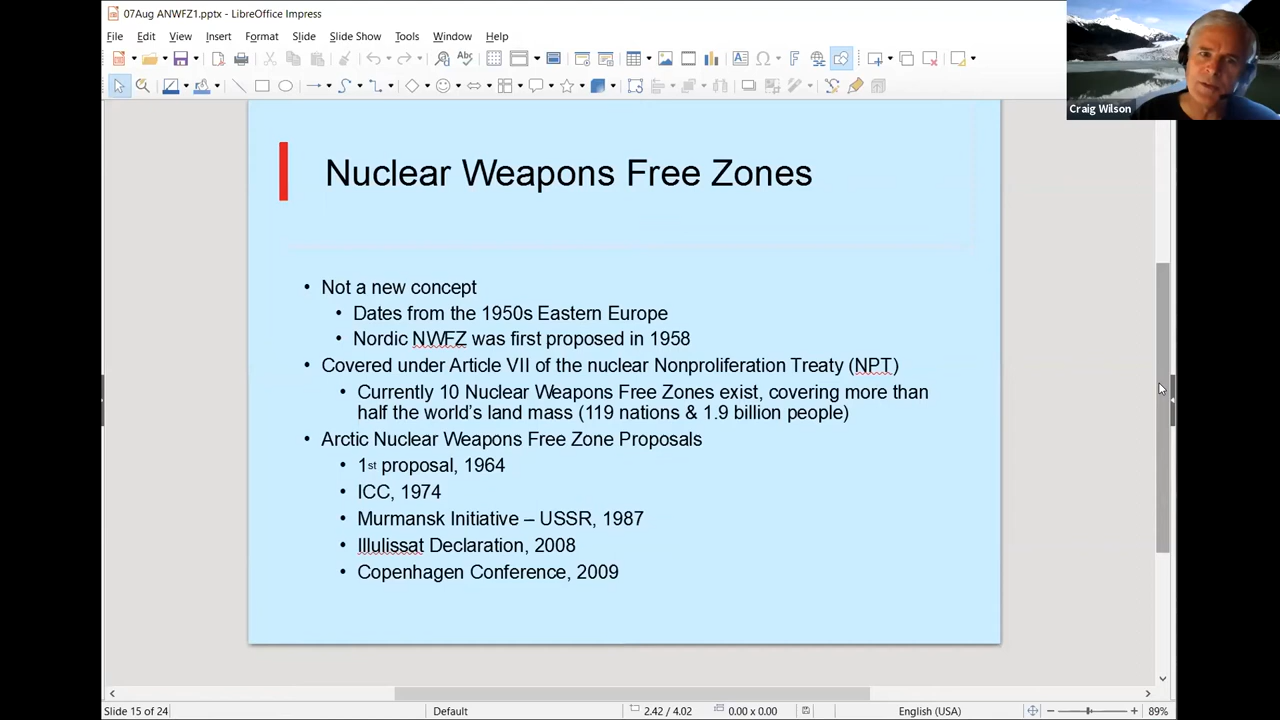 07Aug ANWFZ1.pptx - LibreOffice Impress
File Edit View Insert Format Slide Slide Show Tools Window Help
Craig Wilson
Nuclear Weapons Free Zones
• Not a new concept
• Dates from the 1950s Eastern Europe
• Nordic NWFZ was first proposed in 1958
• Covered under Article VII of the nuclear Nonproliferation Treaty (NPT)
• Currently 10 Nuclear Weapons Free Zones exist, covering more than
half the world's land mass (119 nations & 1.9 billion people)
• Arctic Nuclear Weapons Free Zone Proposals
• 1st proposal, 1964
• ICC, 1974
• Murmansk Initiative – USSR, 1987
• Illulissat Declaration, 2008
• Copenhagen Conference, 2009
Slide 15 of 24 Default 2.42 / 4.02 0.00 x 0.00 English (USA) 89%